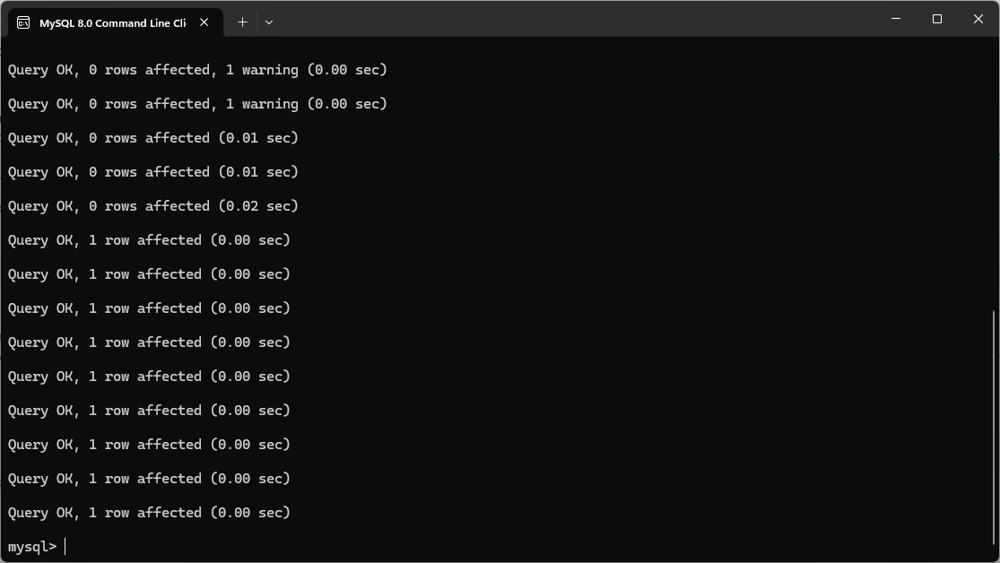 MySQL 8.0 Command Line Cli
Query OK, 0 rows affected, 1 warning (0.00 sec)
Query OK, 0 rows affected, 1 warning (0.00 sec)
Query OK, 0 rows affected (0.01 sec)
Query OK, 0 rows affected (0.01 sec)
Query OK, 0 rows affected (0.02 sec)
Query OK, 1 row affected (0.00 sec)
Query OK, 1 row affected (0.00 sec)
Query OK, 1 row affected (0.00 sec)
Query OK, 1 row affected (0.00 sec)
Query OK, 1 row affected (0.00 sec)
Query OK, 1 row affected (0.00 sec)
Query OK, 1 row affected (0.00 sec)
Query OK, 1 row affected (0.00 sec)
Query OK, 1 row affected (0.00 sec)
mysql>